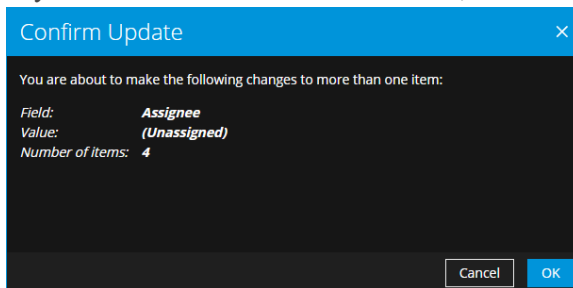 Confirm Update
You are about to make the following changes to more than one item:
Field: Assignee
Value: (Unassigned)
Number of items: 4
Cancel OK